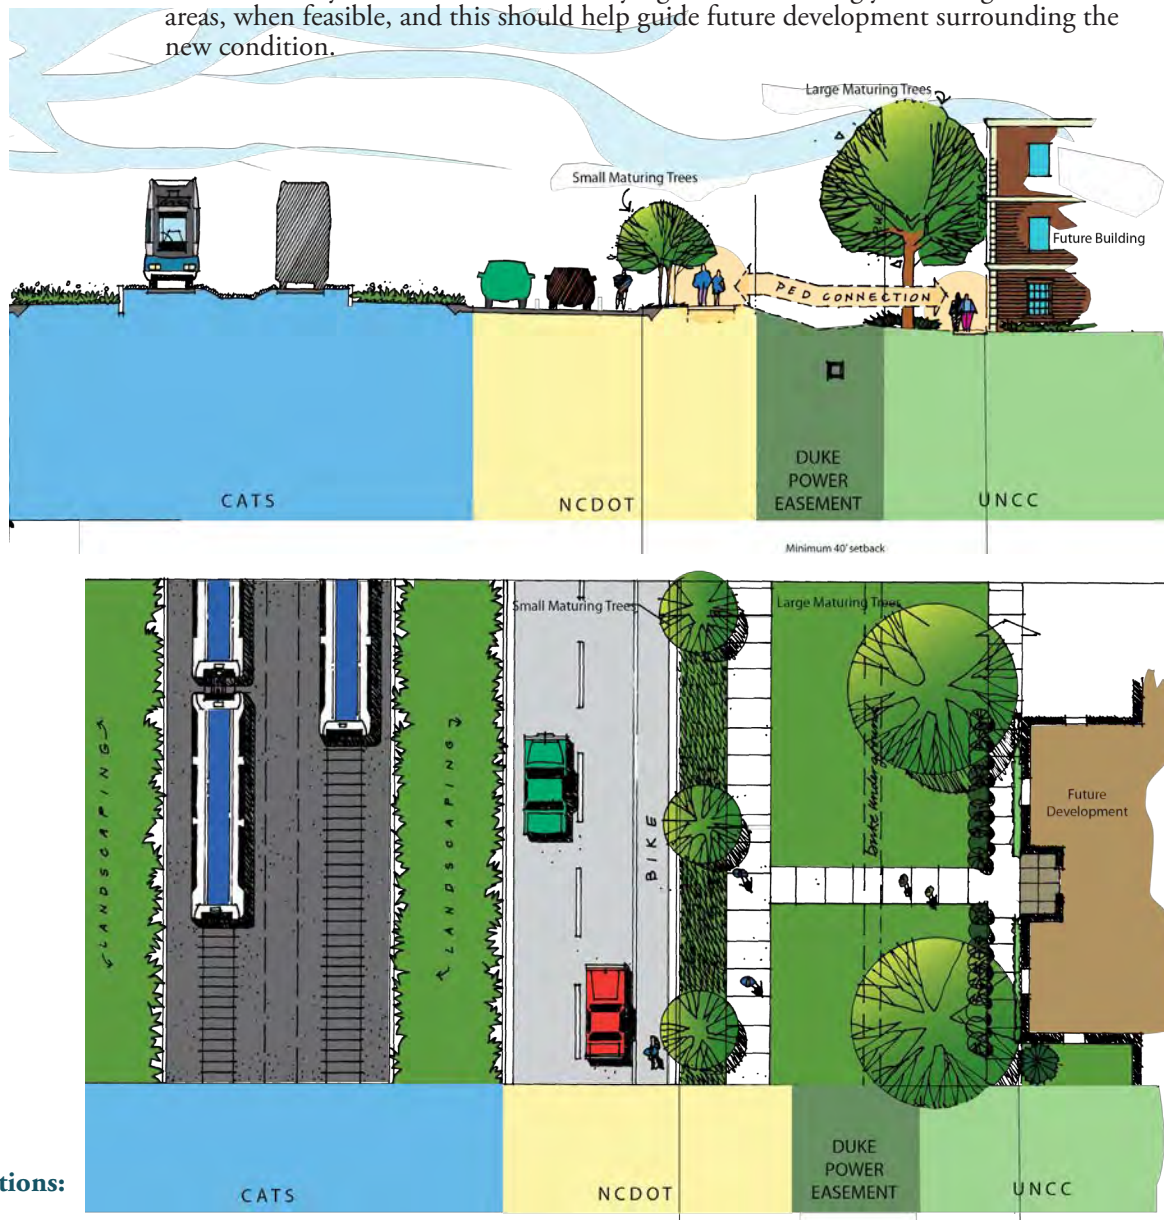 areas, when feasible, and this should help guide future development surrounding the
new condition.
Large Maturing Trees
Small Maturing Trees
Future Building
PED CONNECTION
CATS
NCDOT
DUKE
POWER
EASEMENT
UNCC
Minimum 40' setback
Small Maturing Trees
Large Maturing Trees
LANDSCAPING
LANDSCAPING
BIKE
Duke Underground
Future
Development
CATS
NCDOT
DUKE
POWER
EASEMENT
UNCC
tions: